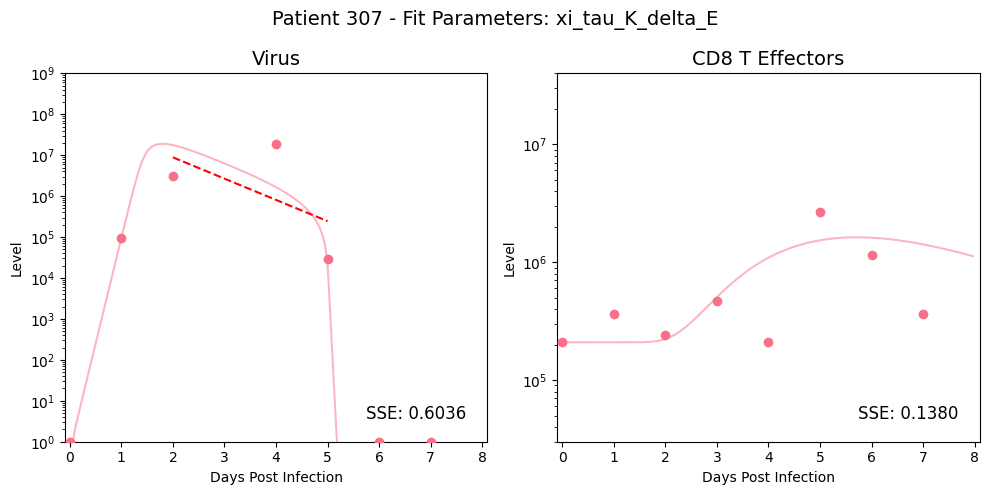 Patient 307 - Fit Parameters: xi_tau_K_delta_E
Virus
CD8 T Effectors
10^9
10^8
10^7
10^6
10^5
10^4
10^3
10^2
10^1
10^0
Level
SSE: 0.6036
0 1 2 3 4 5 6 7 8
Days Post Infection
10^7
10^6
10^5
Level
SSE: 0.1380
0 1 2 3 4 5 6 7 8
Days Post Infection